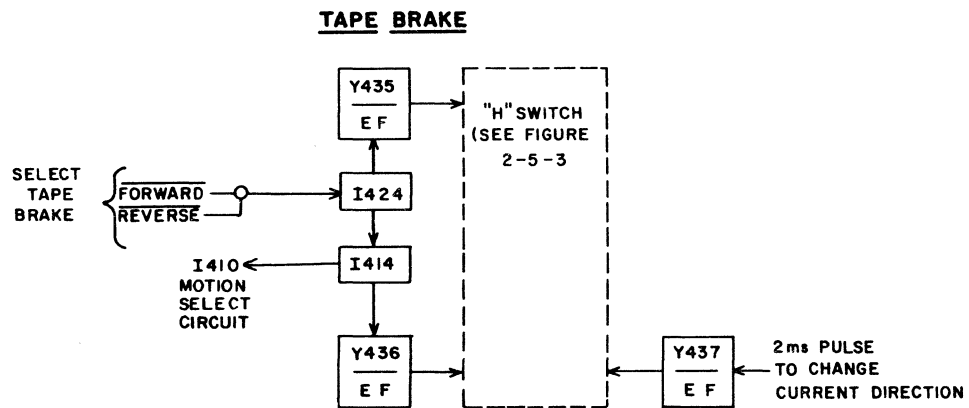 TAPE BRAKE
Y435
EF
"H" SWITCH
(SEE FIGURE
2-5-3
SELECT
TAPE
BRAKE
FORWARD
REVERSE
I424
I414
I410
MOTION
SELECT
CIRCUIT
Y436
EF
Y437
EF
2ms PULSE
TO CHANGE
CURRENT DIRECTION